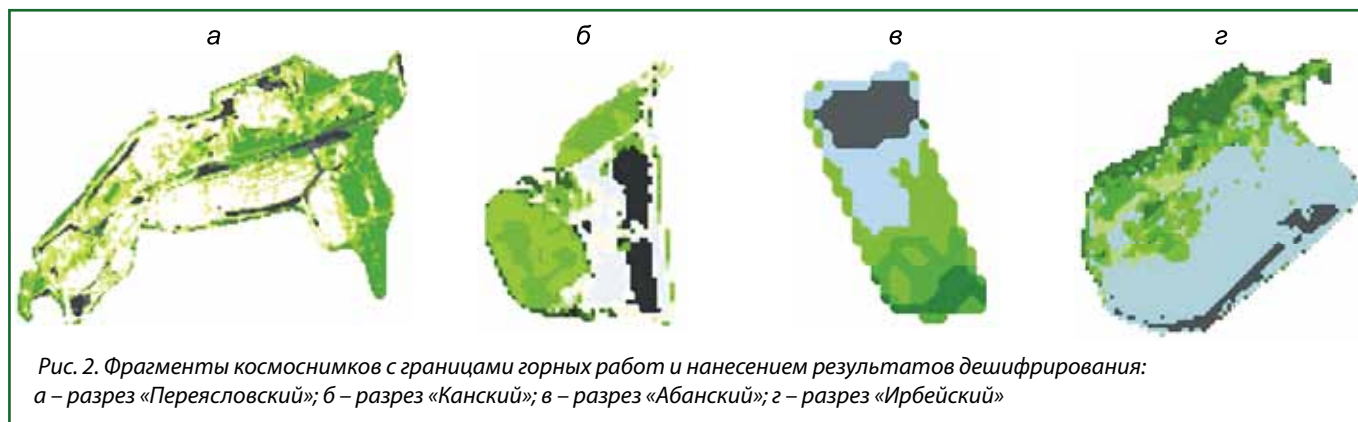 а б в г
Рис. 2. Фрагменты космоснимков с границами горных работ и нанесением результатов дешифрирования:
а – разрез «Переясловский»; б – разрез «Канский»; в – разрез «Абанский»; г – разрез «Ирбейский»